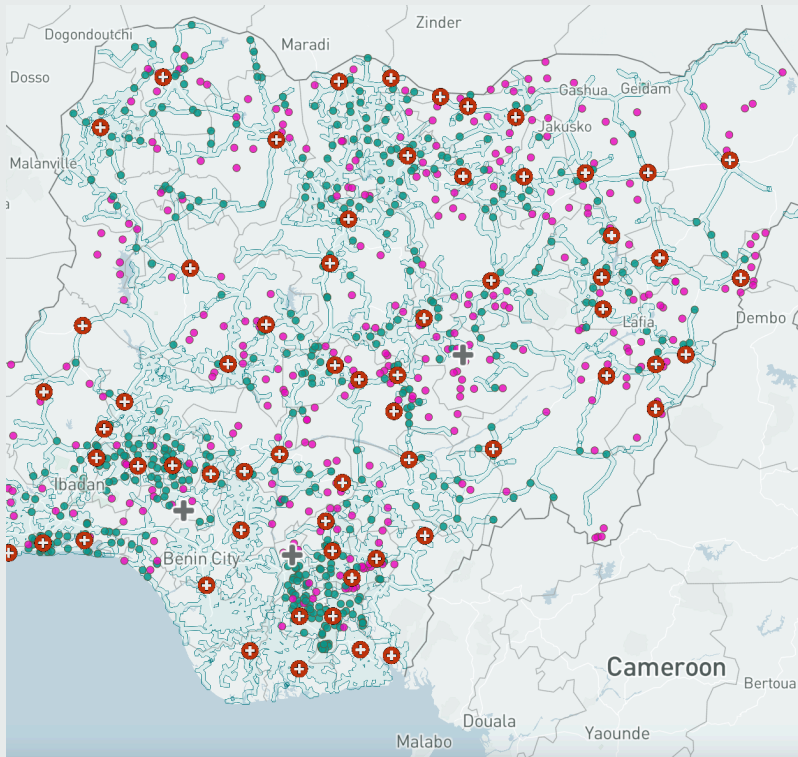 Zinder
Dogondoutchi
Maradi
Dosso
Gashua
Geidam
Jakusko
Malanville
a
Dembo
Lafia
Ibadan
Benin City
Cameroon
Bertoua
Douala
Yaounde
Malabo